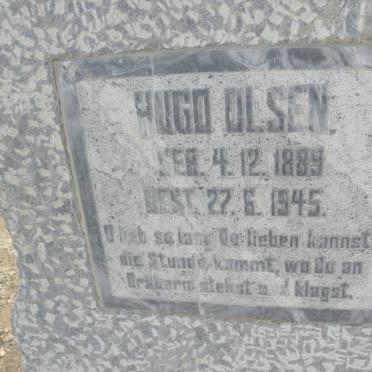 HUGO OLSEN.
GEB. 4. 12. 1889
GEST. 27. 6. 1945.
O lieb so lang Du lieben kannst
die Stunde kommt, wo Du an
Gräbern stehst und klagst.